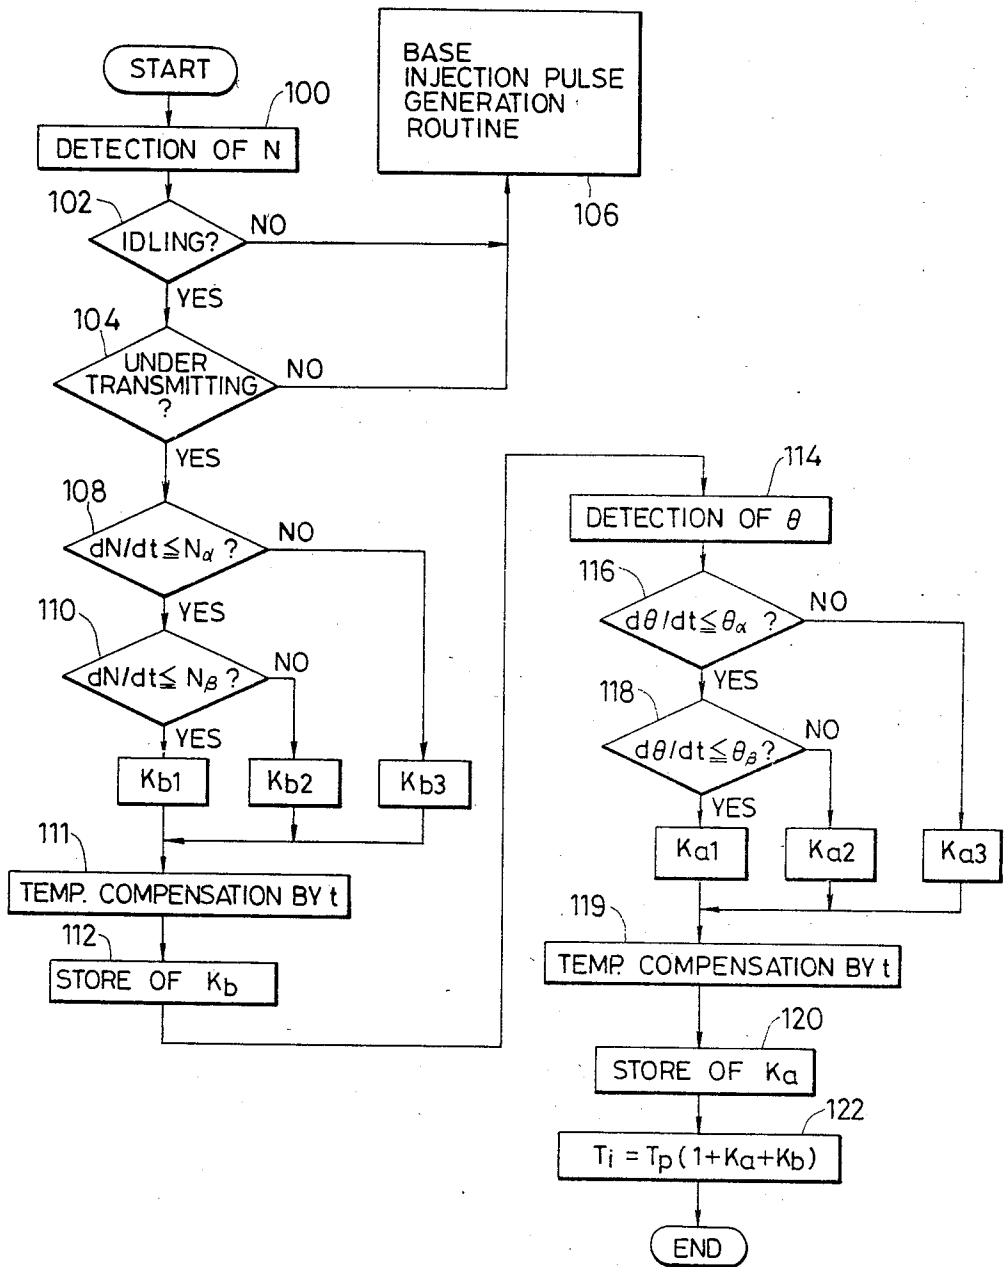 START
100
DETECTION OF N
102
IDLING?
NO
YES
104
UNDER
TRANSMITTING
?
NO
YES
BASE
INJECTION PULSE
GENERATION
ROUTINE
106
108
dN/dt≦Nα ?
NO
YES
110
dN/dt≦ Nβ ?
NO
YES
Kb1
Kb2
Kb3
111
TEMP. COMPENSATION BY t
112
STORE OF Kb
114
DETECTION OF θ
116
dθ/dt≦θα ?
NO
YES
118
dθ/dt≦θβ?
NO
YES
Ka1
Ka2
Ka3
119
TEMP. COMPENSATION BY t
120
STORE OF Ka
122
Ti = Tp(1+Ka+Kb)
END